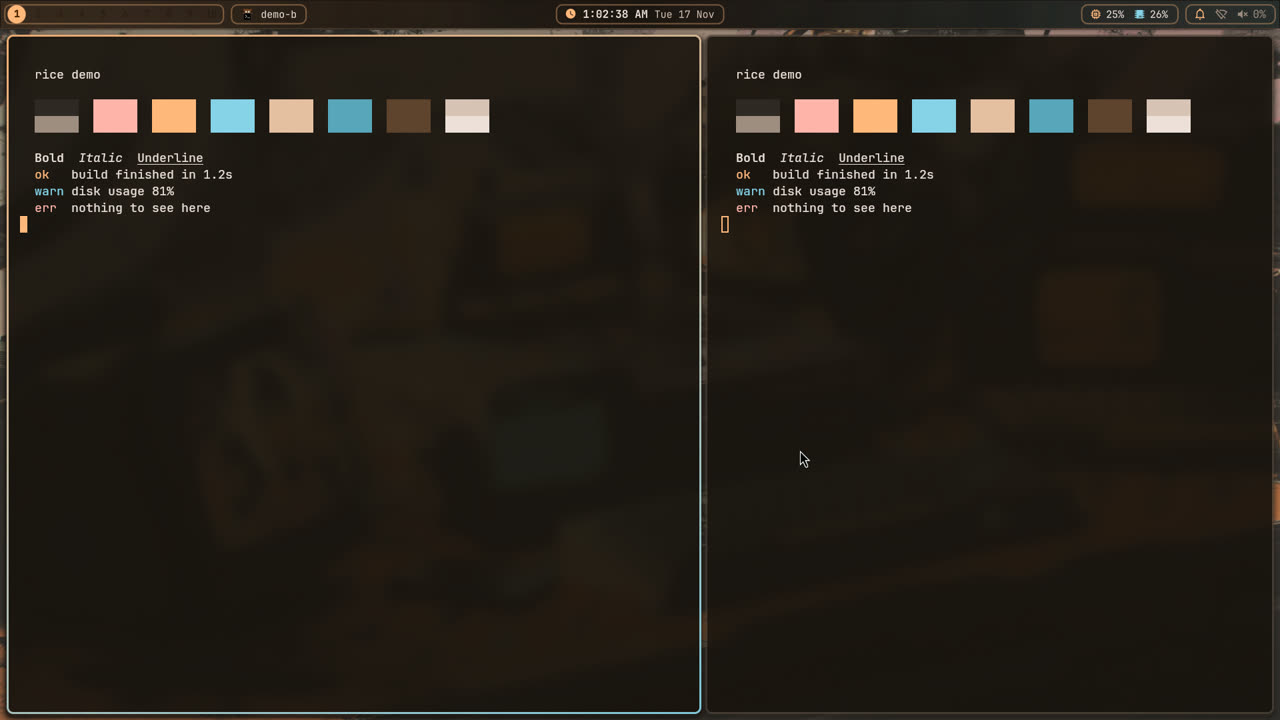 1
demo-b
1:02:38 AM Tue 17 Nov
25% 26%
0%
rice demo
Bold Italic Underline
ok build finished in 1.2s
warn disk usage 81%
err nothing to see here
rice demo
Bold Italic Underline
ok build finished in 1.2s
warn disk usage 81%
err nothing to see here